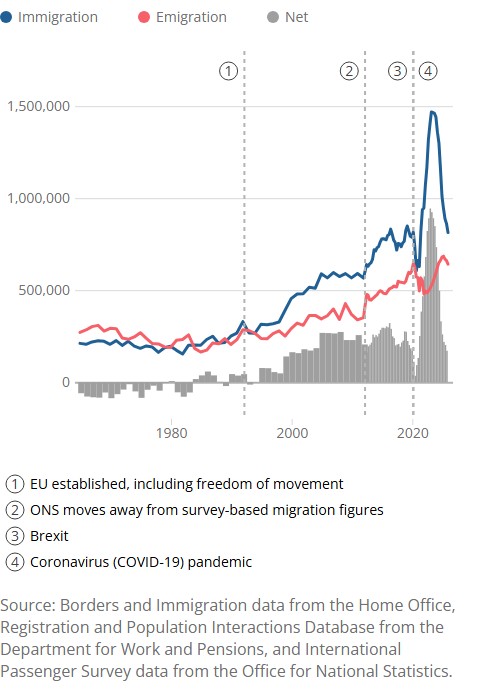 Immigration Emigration Net
1 2 3 4
1,500,000
1,000,000
500,000
0
1980 2000 2020
1 EU established, including freedom of movement
2 ONS moves away from survey-based migration figures
3 Brexit
4 Coronavirus (COVID-19) pandemic
Source: Borders and Immigration data from the Home Office,
Registration and Population Interactions Database from the
Department for Work and Pensions, and International
Passenger Survey data from the Office for National Statistics.